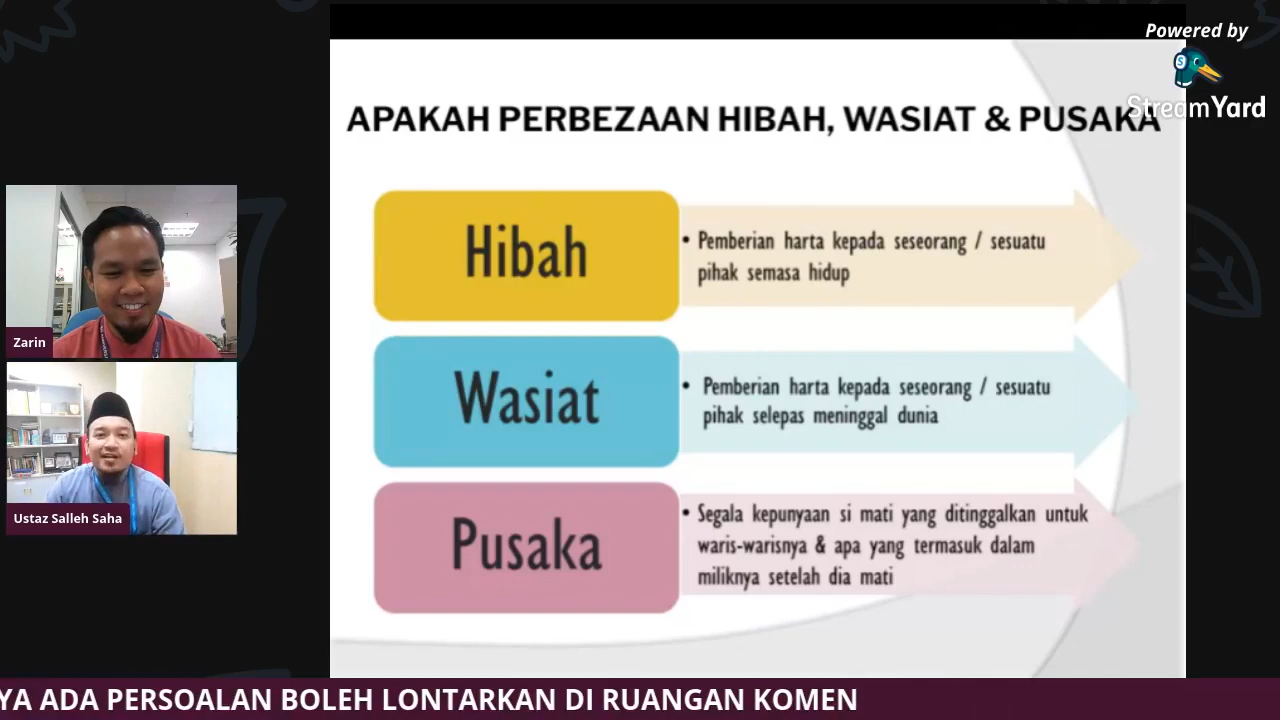 Powered by
StreamYard
APAKAH PERBEZAAN HIBAH, WASIAT & PUSAKA
Hibah
• Pemberian harta kepada seseorang / sesuatu
pihak semasa hidup
Wasiat
• Pemberian harta kepada seseorang / sesuatu
pihak selepas meninggal dunia
Pusaka
• Segala kepunyaan si mati yang ditinggalkan untuk
waris-warisnya & apa yang termasuk dalam
miliknya setelah dia mati
Zarin
Ustaz Salleh Saha
YA ADA PERSOALAN BOLEH LONTARKAN DI RUANGAN KOMEN